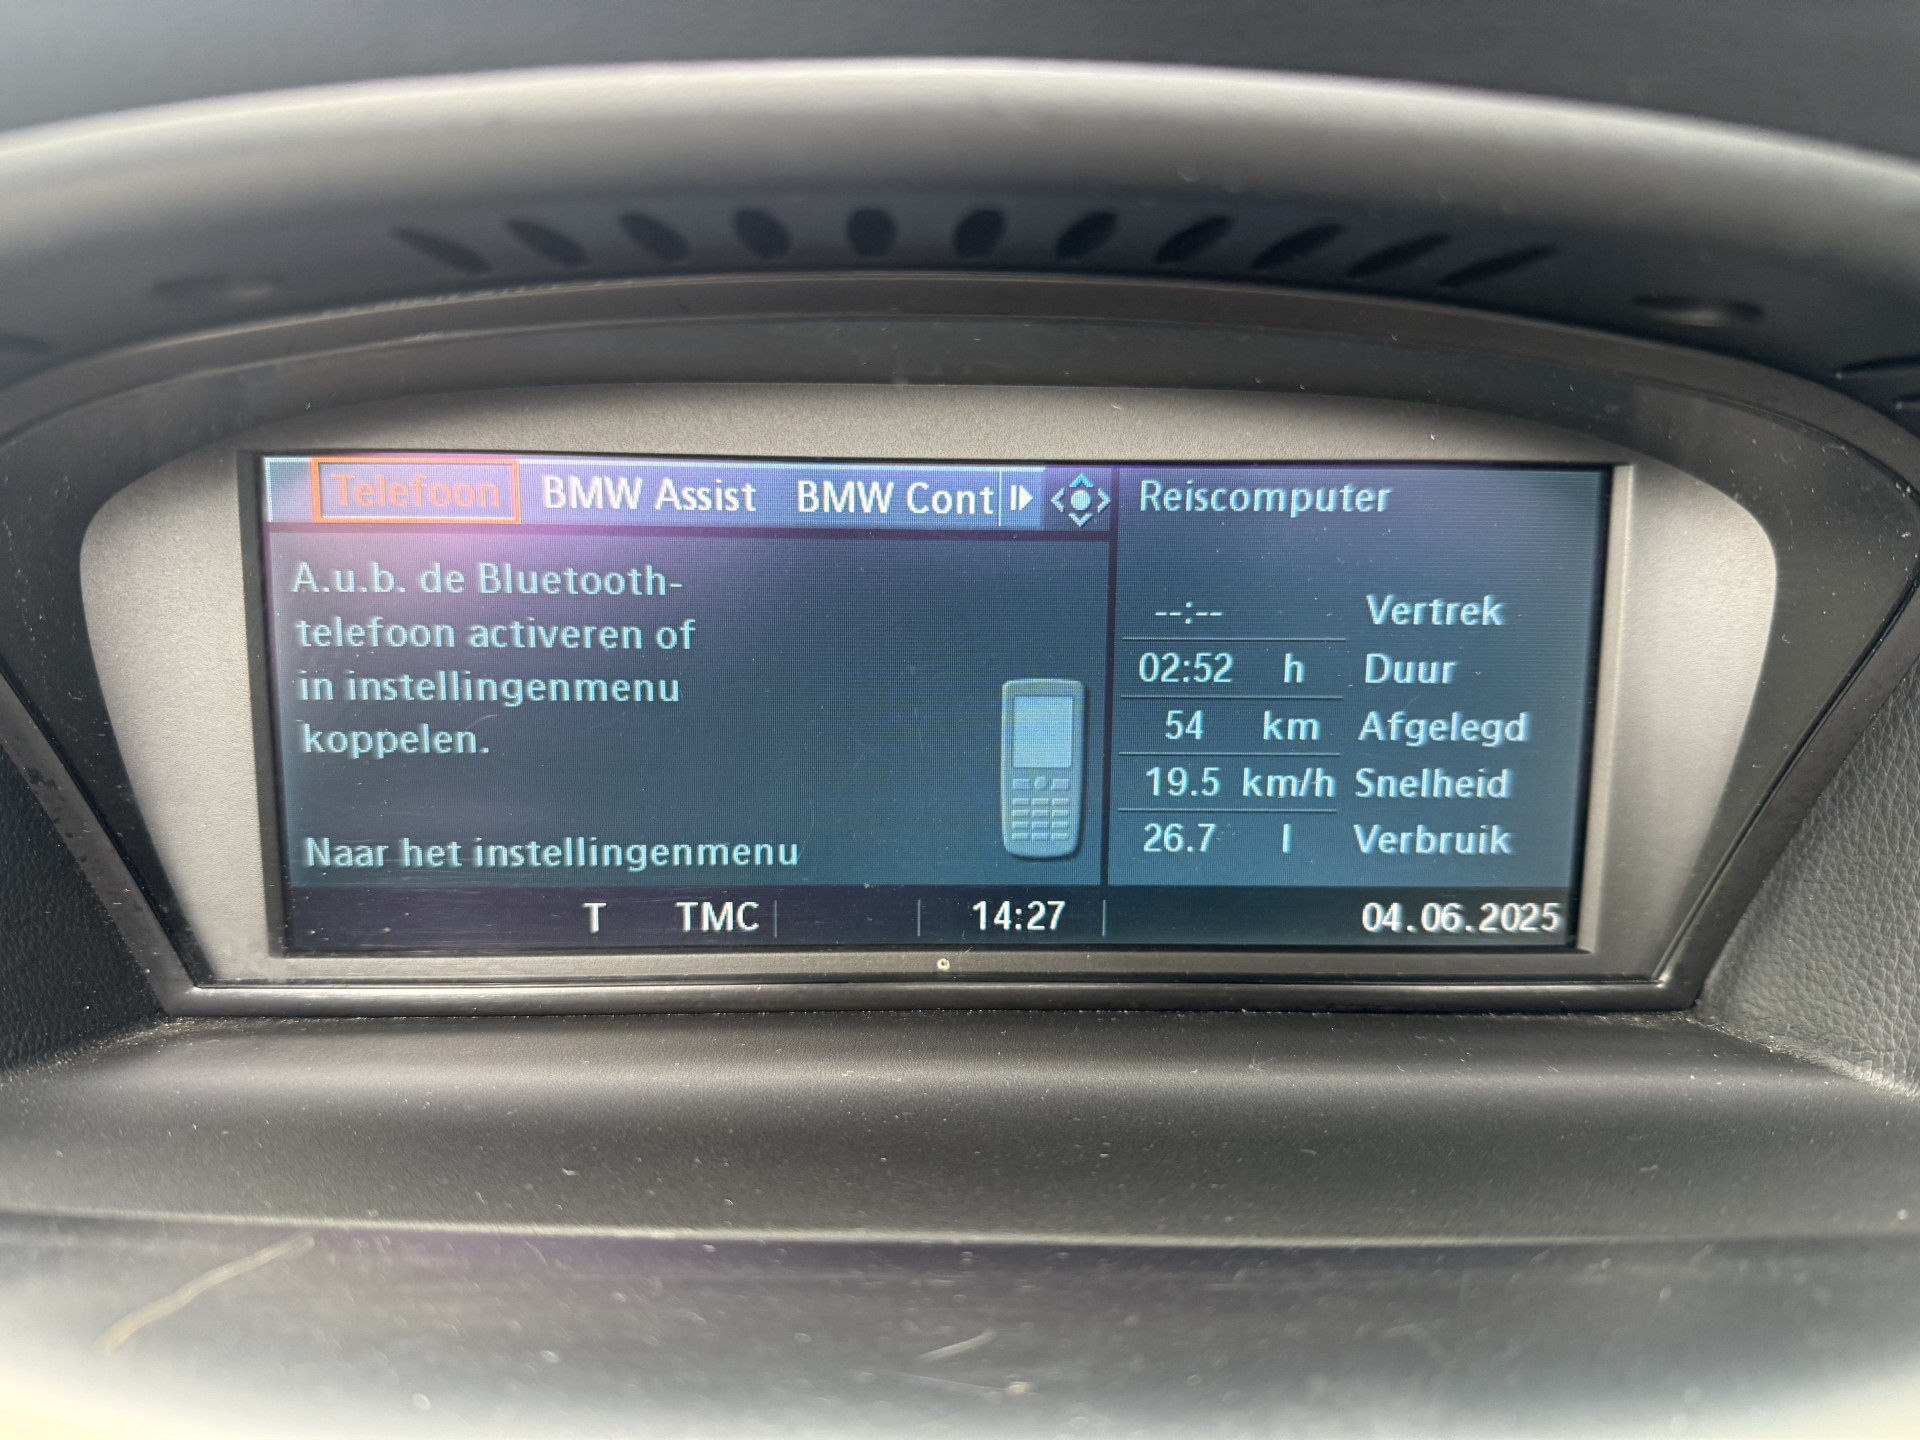 Telefoon BMW Assist BMW Cont
A.u.b. de Bluetooth-
telefoon activeren of
in instellingenmenu
koppelen.
Naar het instellingenmenu
Reiscomputer
--:-- Vertrek
02:52 h Duur
54 km Afgelegd
19.5 km/h Snelheid
26.7 l Verbruik
T TMC 14:27 04.06.2025